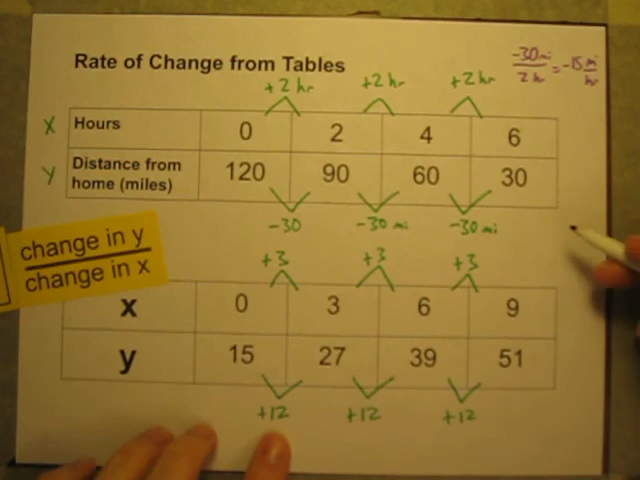 Rate of Change from Tables
-30mi / 2 hr = -15 mi/hr
+2 hr +2 hr +2 hr
X Hours 0 2 4 6
Y Distance from home (miles) 120 90 60 30
-30 -30 mi -30 mi
change in y
change in x
+3 +3 +3
x 0 3 6 9
y 15 27 39 51
+12 +12 +12